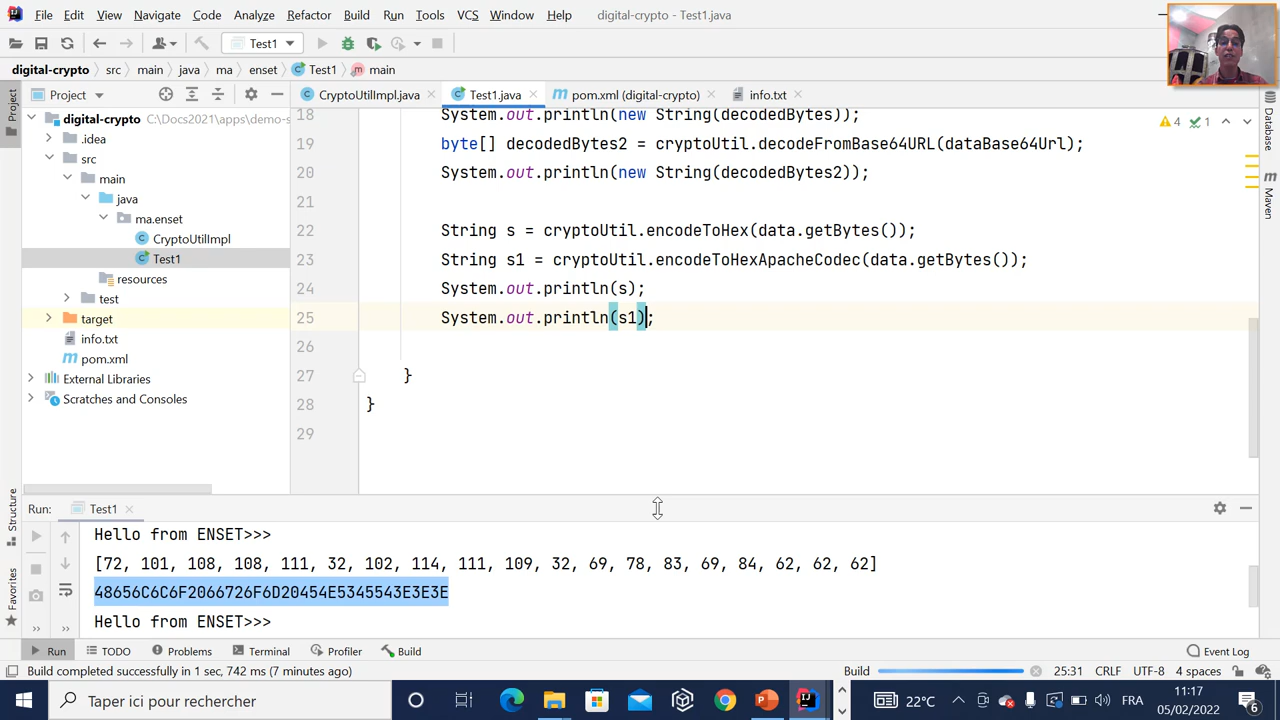 File Edit View Navigate Code Analyze Refactor Build Run Tools VCS Window Help digital-crypto - Test1.java
Test1
digital-crypto src main java ma enset Test1 main
Project CryptoUtilImpl.java Test1.java pom.xml (digital-crypto) info.txt
digital-crypto C:\Docs2021\apps\demo-s
.idea
src
main
java
ma.enset
CryptoUtilImpl
Test1
resources
test
target
info.txt
pom.xml
External Libraries
Scratches and Consoles
Project
Structure
Favorites
18 System.out.println(new String(decodedBytes));
19 byte[] decodedBytes2 = cryptoUtil.decodeFromBase64URL(dataBase64Url);
20 System.out.println(new String(decodedBytes2));
21
22 String s = cryptoUtil.encodeToHex(data.getBytes());
23 String s1 = cryptoUtil.encodeToHexApacheCodec(data.getBytes());
24 System.out.println(s);
25 System.out.println(s1);
26
27 }
28 }
29
4 1
Database
Maven
Run: Test1
Hello from ENSET>>>
[72, 101, 108, 108, 111, 32, 102, 114, 111, 109, 32, 69, 78, 83, 69, 84, 62, 62, 62]
48656C6C6F2066726F6D20454E5345543E3E3E
Hello from ENSET>>>
Run TODO Problems Terminal Profiler Build Event Log
Build completed successfully in 1 sec, 742 ms (7 minutes ago) Build 25:31 CRLF UTF-8 4 spaces
Taper ici pour rechercher 22°C FRA 11:17
05/02/2022 6